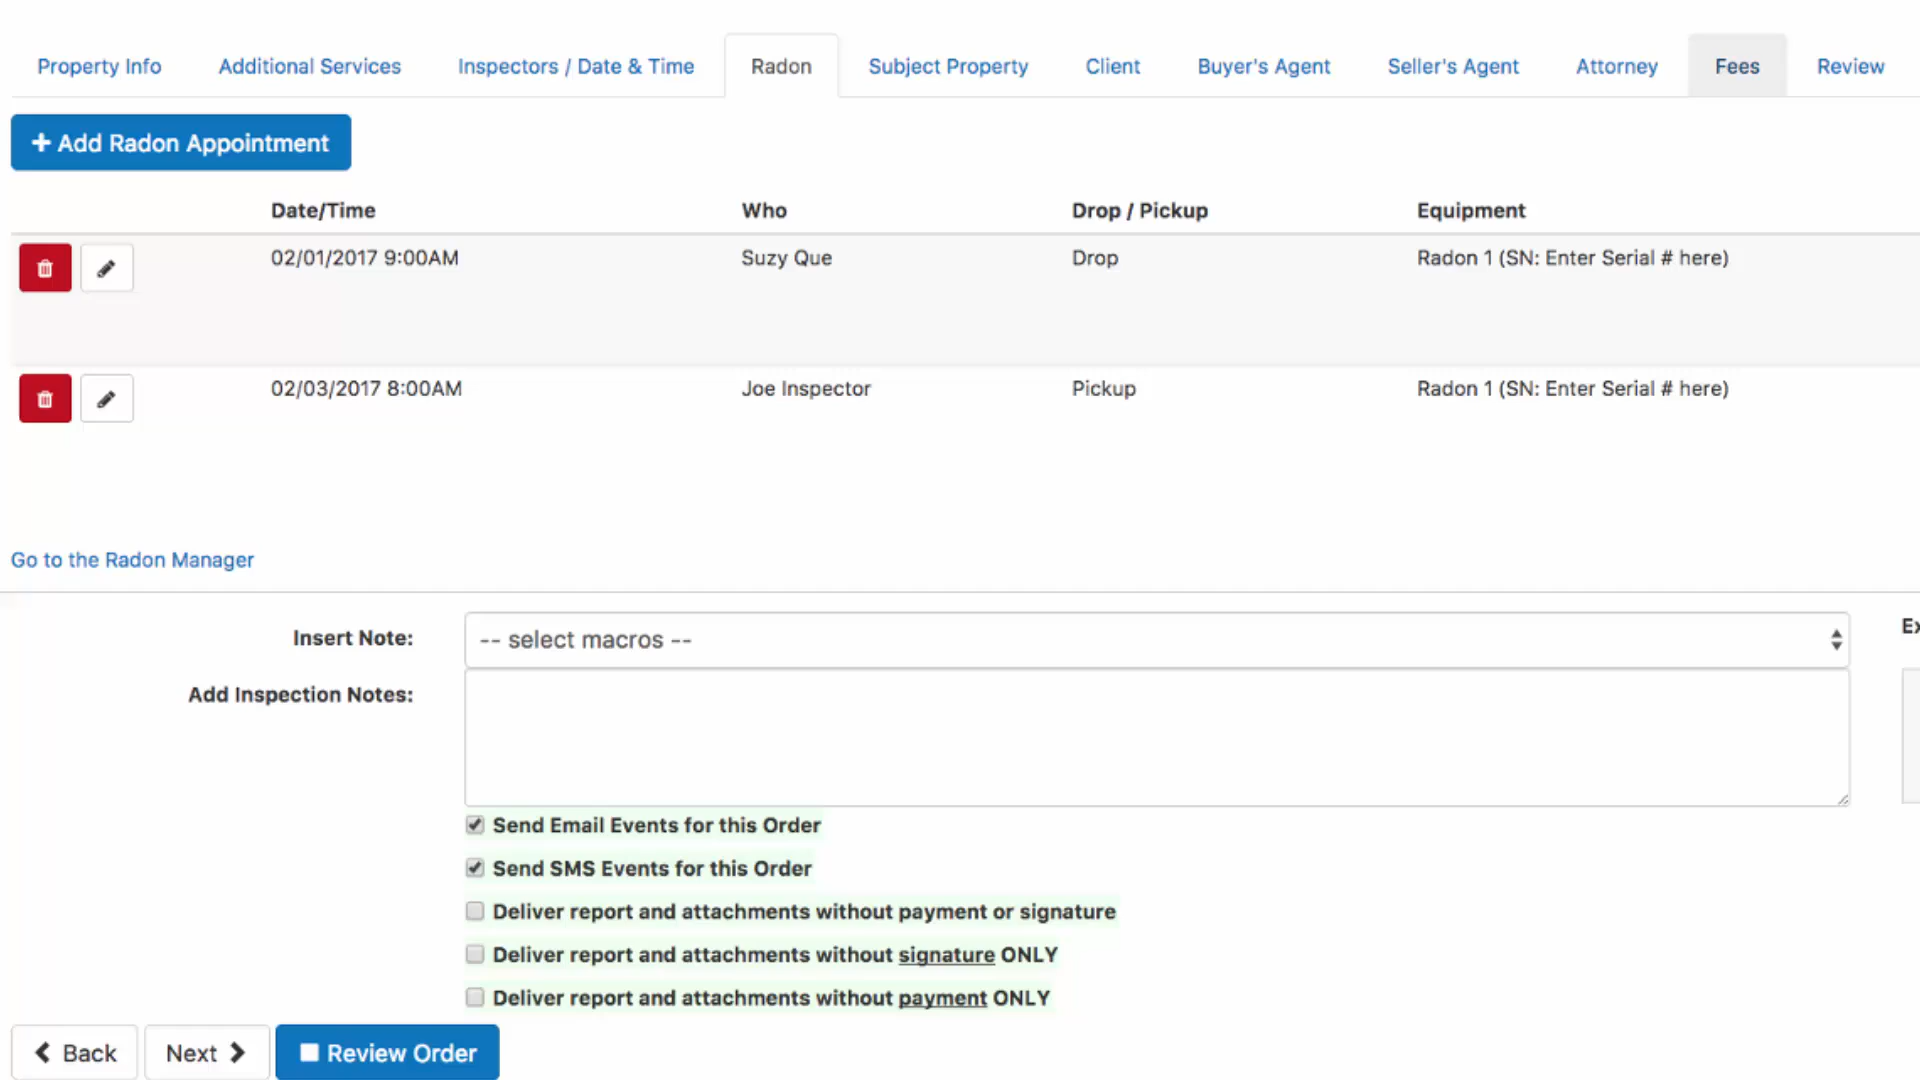 Property Info Additional Services Inspectors / Date & Time Radon Subject Property Client Buyer's Agent Seller's Agent Attorney Fees Review
Add Radon Appointment
Date/Time Who Drop / Pickup Equipment
02/01/2017 9:00AM Suzy Que Drop Radon 1 (SN: Enter Serial # here)
02/03/2017 8:00AM Joe Inspector Pickup Radon 1 (SN: Enter Serial # here)
Go to the Radon Manager
Insert Note: -- select macros --
Add Inspection Notes:
Send Email Events for this Order
Send SMS Events for this Order
Deliver report and attachments without payment or signature
Deliver report and attachments without signature ONLY
Deliver report and attachments without payment ONLY
Back Next Review Order